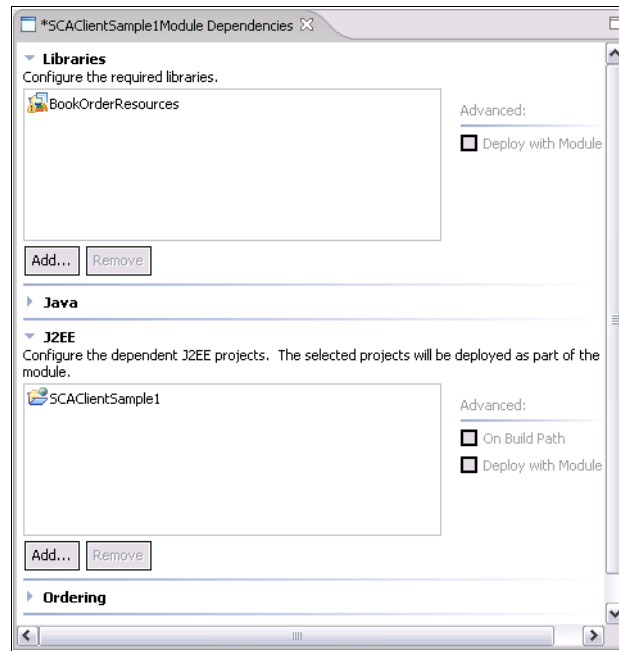 *SCAClientSample1Module Dependencies
Libraries
Configure the required libraries.
BookOrderResources
Advanced:
Deploy with Module
Add... Remove
Java
J2EE
Configure the dependent J2EE projects. The selected projects will be deployed as part of the
module.
SCAClientSample1
Advanced:
On Build Path
Deploy with Module
Add... Remove
Ordering